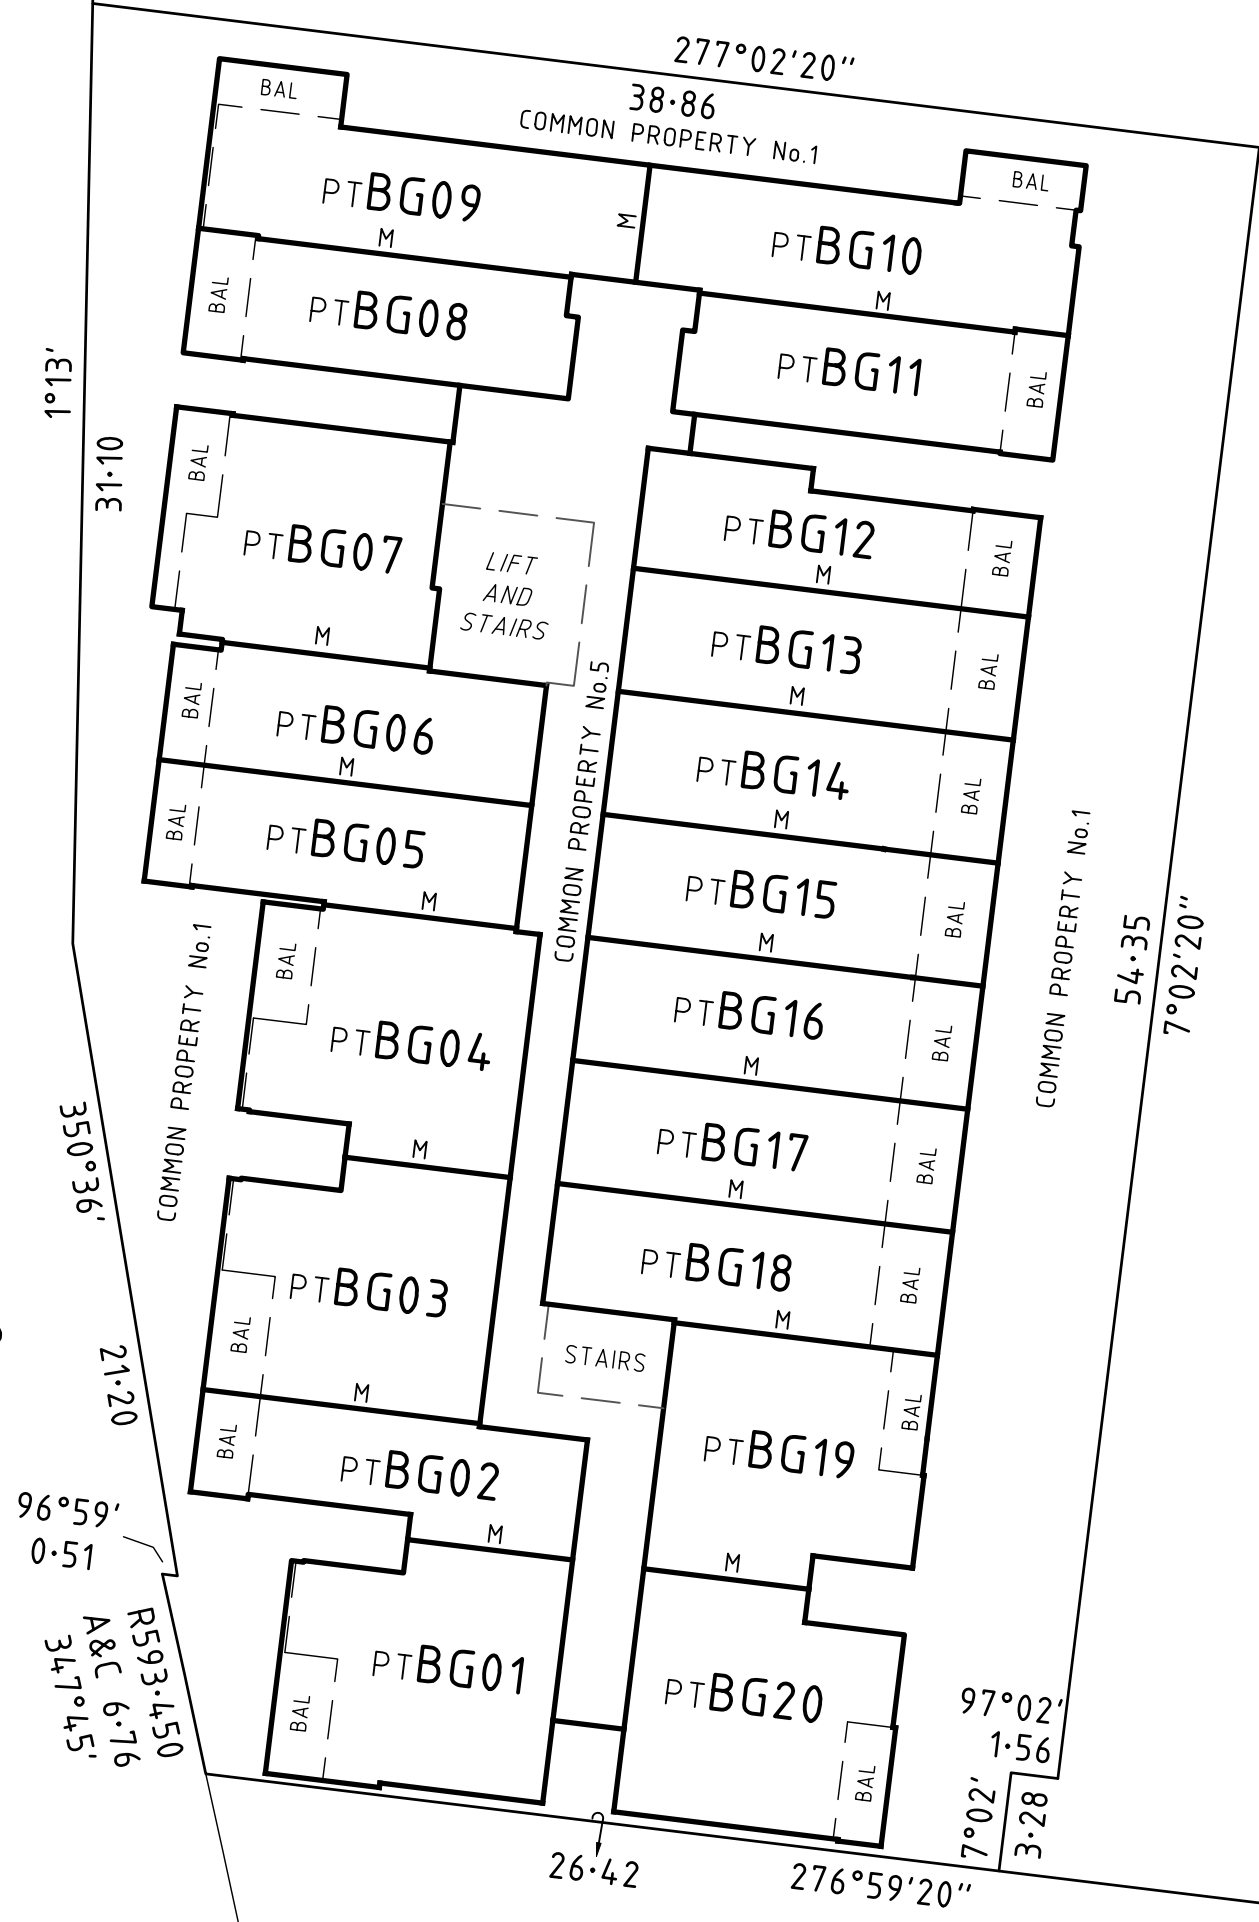 277°02'20"
38·86
COMMON PROPERTY No.1
BAL
PTBG09
M
M
BAL
PTBG10
M
BAL
PTBG08
PTBG11
BAL
1°13'
31·10
BAL
PTBG07
M
LIFT
AND
STAIRS
PTBG12
M
BAL
BAL
PTBG06
M
PTBG13
M
BAL
COMMON PROPERTY No.5
BAL
PTBG05
M
PTBG14
M
BAL
PTBG15
M
BAL
COMMON PROPERTY No.1
BAL
PTBG04
M
PTBG16
M
BAL
COMMON PROPERTY No.1
54·35
7°02'20"
350°36'
21·20
PTBG17
M
BAL
PTBG03
BAL
M
PTBG18
M
BAL
STAIRS
BAL
PTBG02
M
PTBG19
BAL
M
96°59'
0·51
R593·450
A&C 6·76
347°45'
PTBG01
BAL
PTBG20
BAL
97°02'
1·56
7°02'
3·28
26·42
276°59'20"